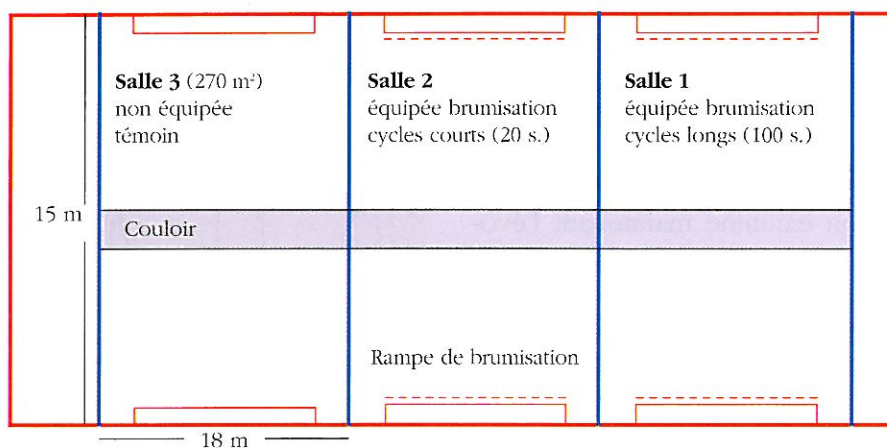 Salle 3 (270 m²)
non équipée
témoin
Salle 2
équipée brumisation
cycles courts (20 s.)
Salle 1
équipée brumisation
cycles longs (100 s.)
15 m
Couloir
Rampe de brumisation
18 m